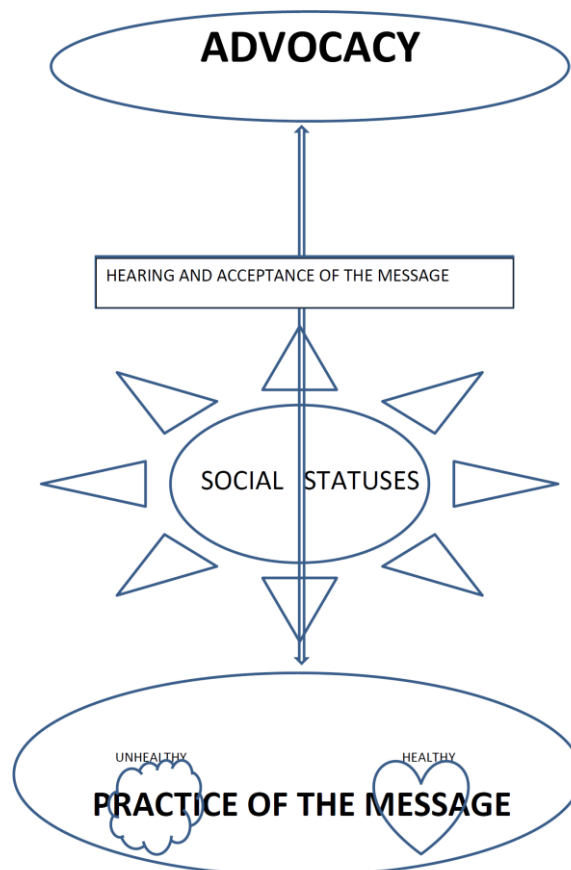 ADVOCACY
HEARING AND ACCEPTANCE OF THE MESSAGE
SOCIAL STATUSES
UNHEALTHY HEALTHY
PRACTICE OF THE MESSAGE